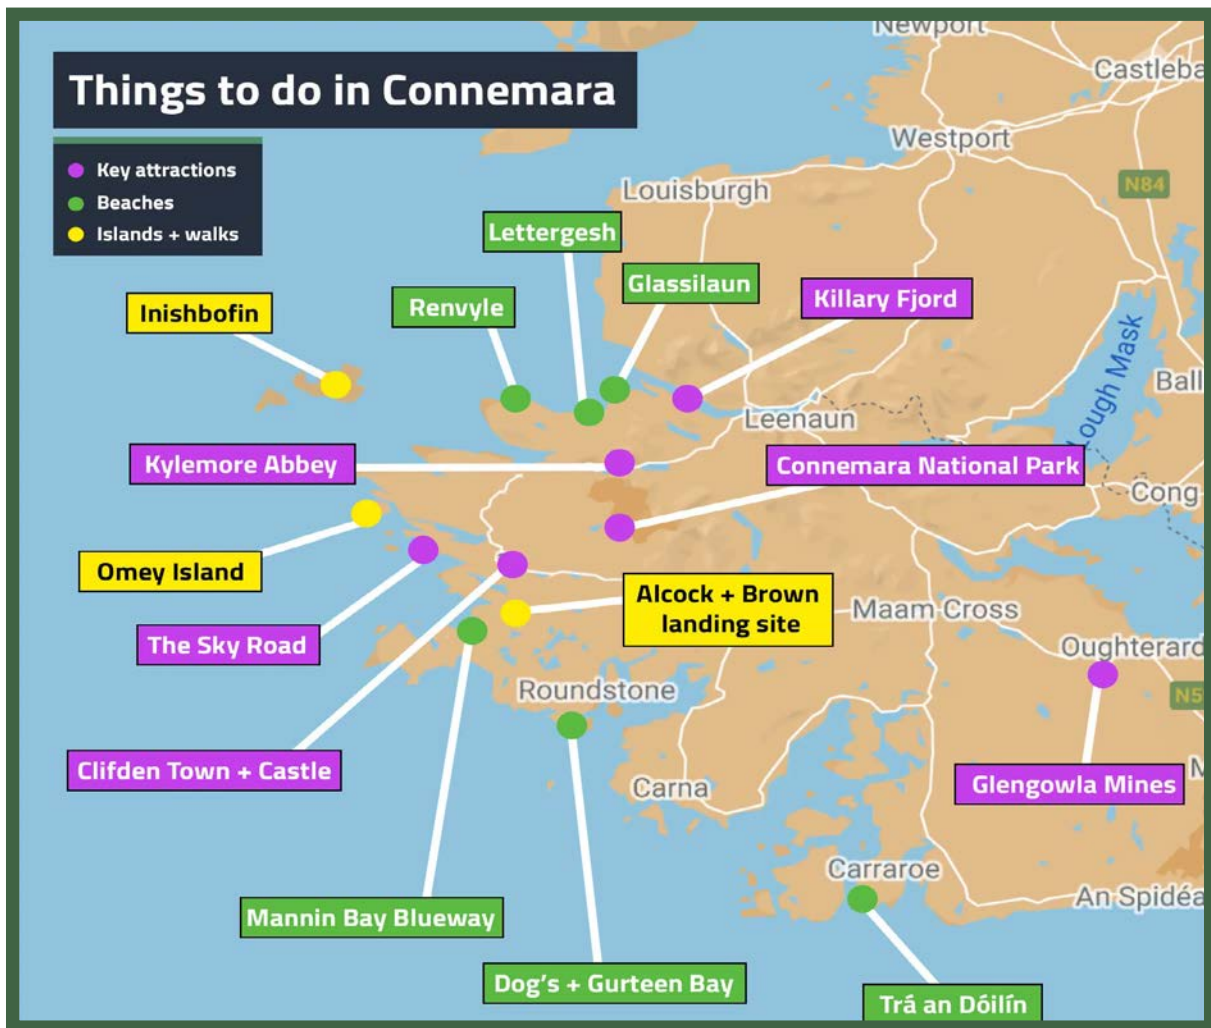 Newport
Castleba
Things to do in Connemara
Westport
Key attractions
Beaches
Islands + walks
N84
Louisburgh
Lettergesh
Glassilaun
Killary Fjord
Renvyle
Inishbofin
Lough Mask
Ball
Leenaun
Kylemore Abbey
Connemara National Park
Cong
Omey Island
Alcock + Brown
landing site
Maam Cross
The Sky Road
Oughterard
Roundstone
N5
Clifden Town + Castle
M
Glengowla Mines
Carna
Carraroe
An Spidéa
Mannin Bay Blueway
Dog's + Gurteen Bay
Trá an Dóilín